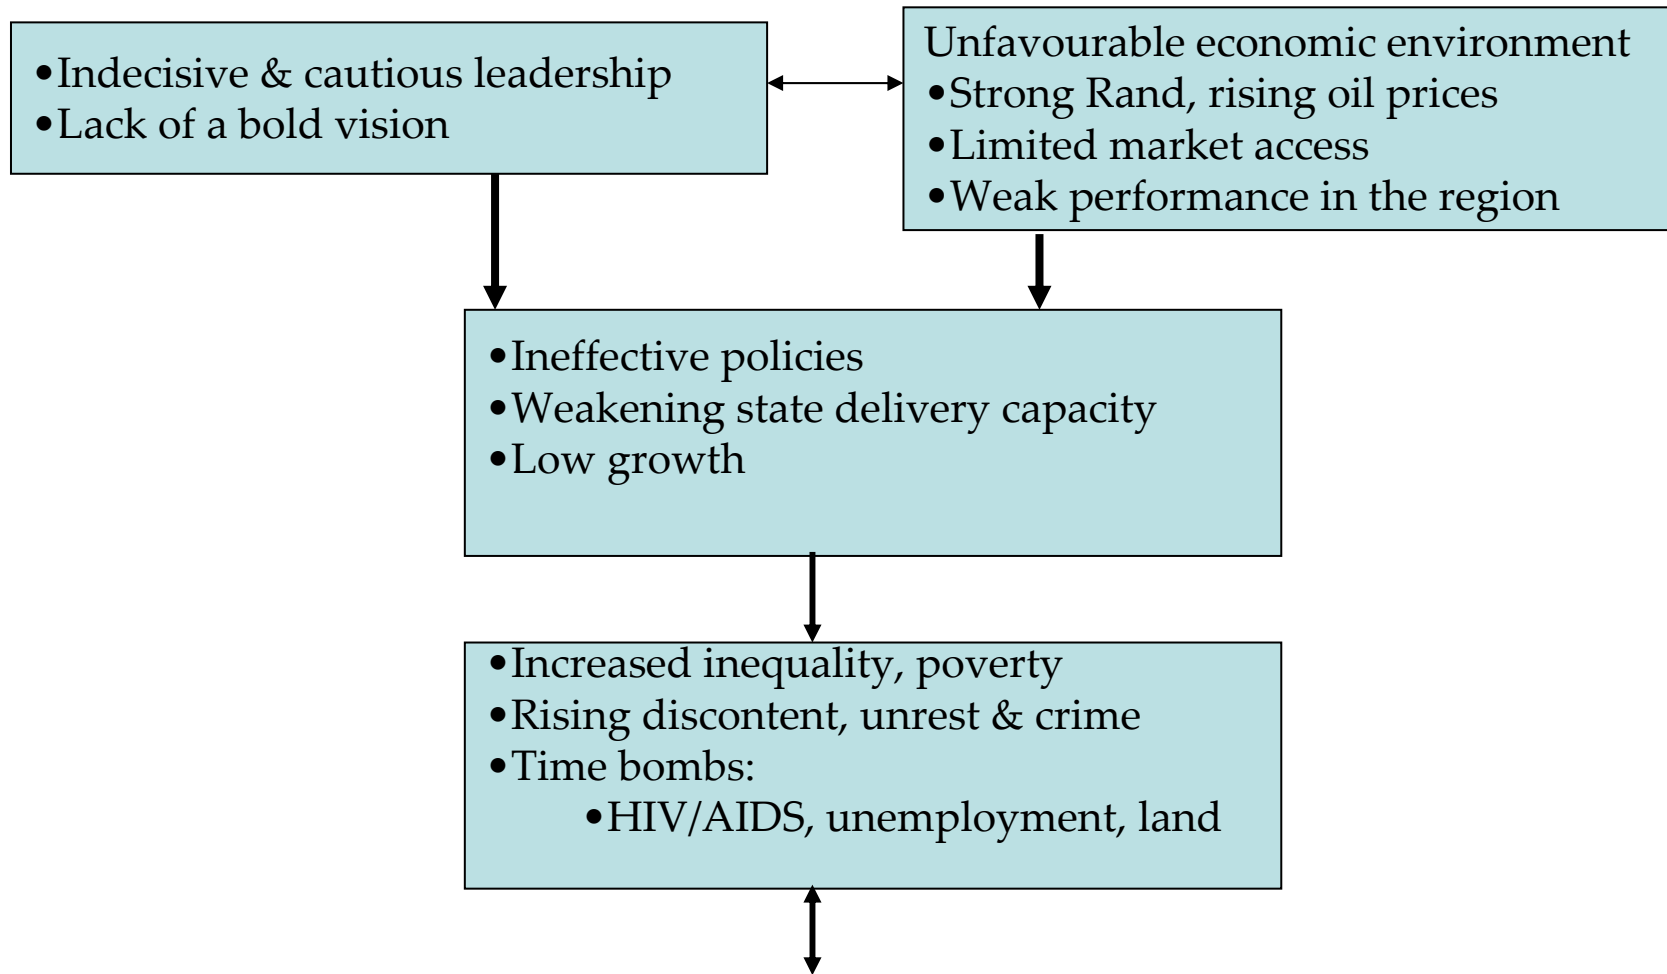 •Indecisive & cautious leadership
•Lack of a bold vision
Unfavourable economic environment
•Strong Rand, rising oil prices
•Limited market access
•Weak performance in the region
•Ineffective policies
•Weakening state delivery capacity
•Low growth
•Increased inequality, poverty
•Rising discontent, unrest & crime
•Time bombs:
•HIV/AIDS, unemployment, land